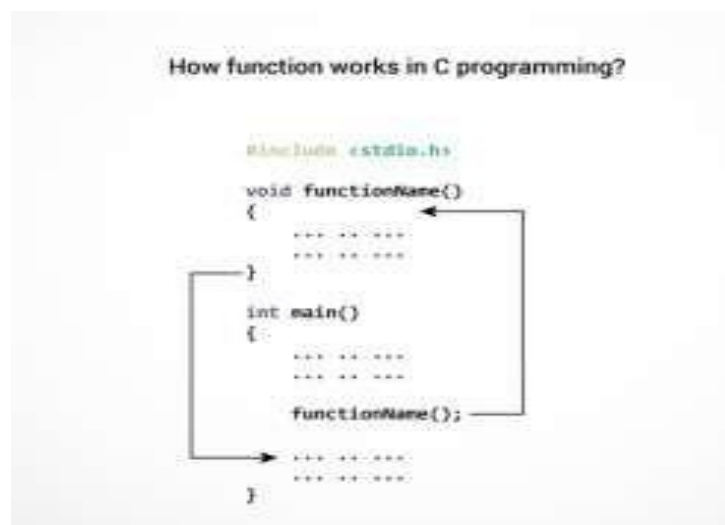 How function works in C programming?
#include <stdio.h>
void functionName()
{
... .. ...
... .. ...
}
int main()
{
... .. ...
... .. ...
functionName();
... .. ...
... .. ...
}